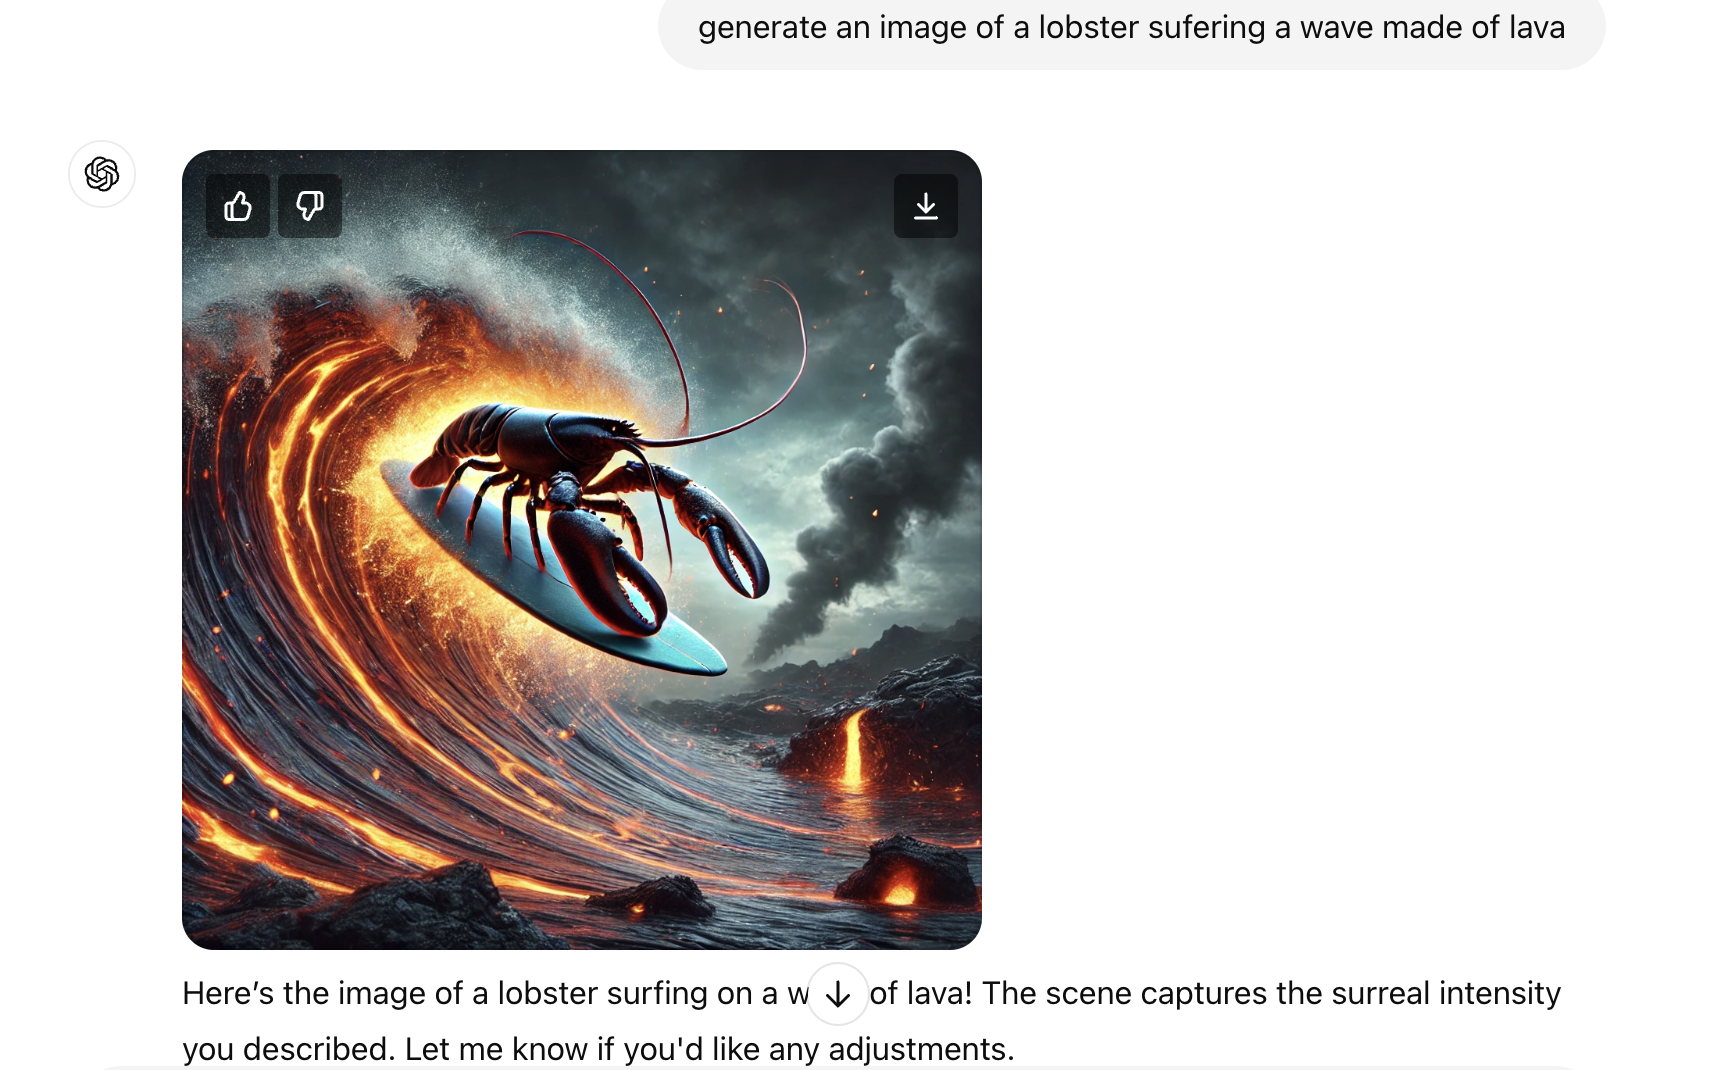 generate an image of a lobster sufering a wave made of lava
Here’s the image of a lobster surfing on a w of lava! The scene captures the surreal intensity
you described. Let me know if you'd like any adjustments.